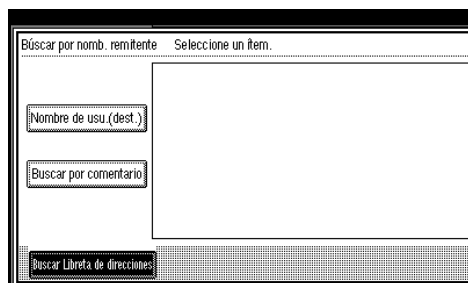 Búscar por nomb. remitente Seleccione un ítem.
Nombre de usu.(dest.)
Buscar por comentario
Buscar Libreta de direcciones